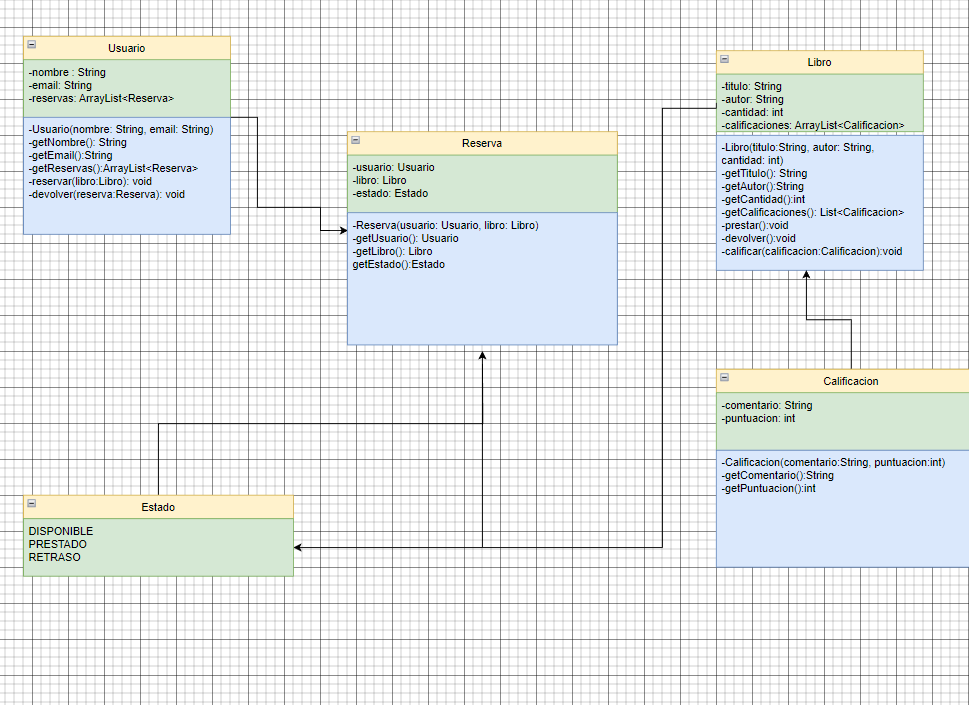 Usuario
-nombre : String
-email: String
-reservas: ArrayList<Reserva>
-Usuario(nombre: String, email: String)
-getNombre(): String
-getEmail():String
-getReservas():ArrayList<Reserva>
-reservar(libro:Libro): void
-devolver(reserva:Reserva): void
Reserva
-usuario: Usuario
-libro: Libro
-estado: Estado
-Reserva(usuario: Usuario, libro: Libro)
-getUsuario(): Usuario
-getLibro(): Libro
getEstado():Estado
Libro
-titulo: String
-autor: String
-cantidad: int
-calificaciones: ArrayList<Calificacion>
-Libro(titulo:String, autor: String,
cantidad: int)
-getTitulo(): String
-getAutor():String
-getCantidad():int
-getCalificaciones(): List<Calificacion>
-prestar():void
-devolver():void
-calificar(calificacion:Calificacion):void
Calificacion
-comentario: String
-puntuacion: int
-Calificacion(comentario:String, puntuacion:int)
-getComentario():String
-getPuntuacion():int
Estado
DISPONIBLE
PRESTADO
RETRASO